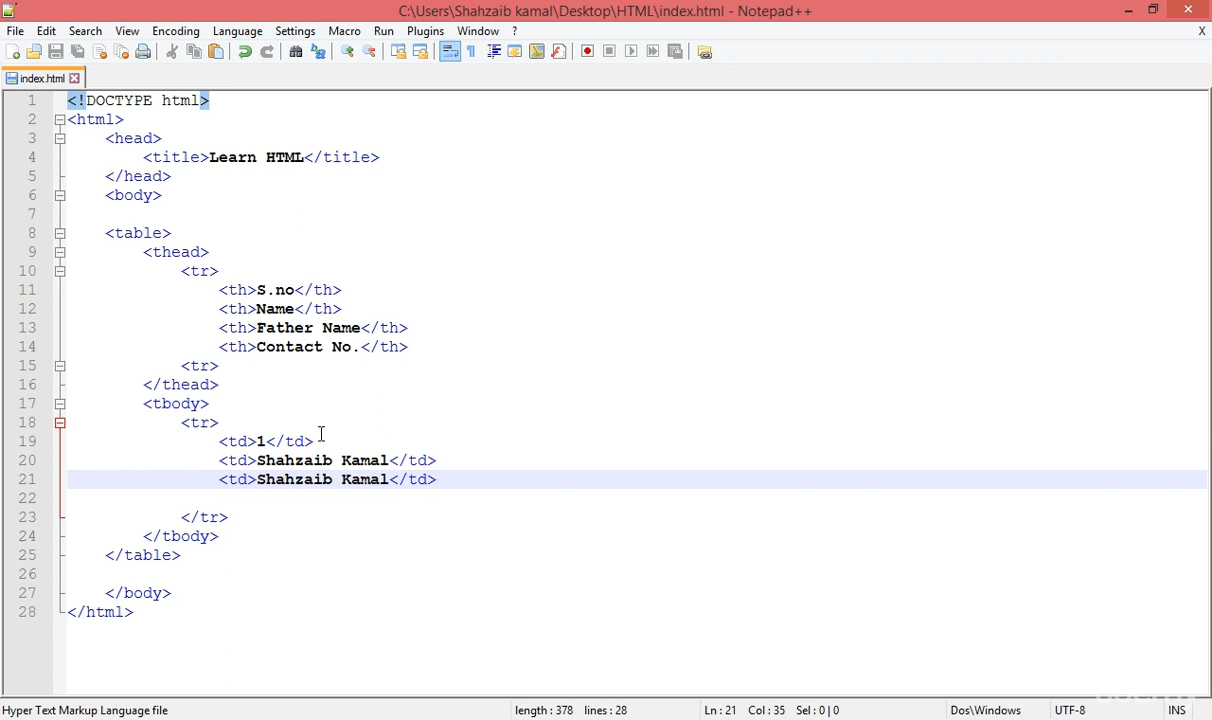 C:\Users\Shahzaib kamal\Desktop\HTML\index.html - Notepad++
File Edit Search View Encoding Language Settings Macro Run Plugins Window ? X
index.html
1 <!DOCTYPE html>
2 <html>
3 <head>
4 <title>Learn HTML</title>
5 </head>
6 <body>
7
8 <table>
9 <thead>
10 <tr>
11 <th>S.no</th>
12 <th>Name</th>
13 <th>Father Name</th>
14 <th>Contact No.</th>
15 <tr>
16 </thead>
17 <tbody>
18 <tr>
19 <td>1</td>
20 <td>Shahzaib Kamal</td>
21 <td>Shahzaib Kamal</td>
22
23 </tr>
24 </tbody>
25 </table>
26
27 </body>
28 </html>
Hyper Text Markup Language file length : 378 lines : 28 Ln : 21 Col : 35 Sel : 0 | 0 Dos\Windows UTF-8 INS